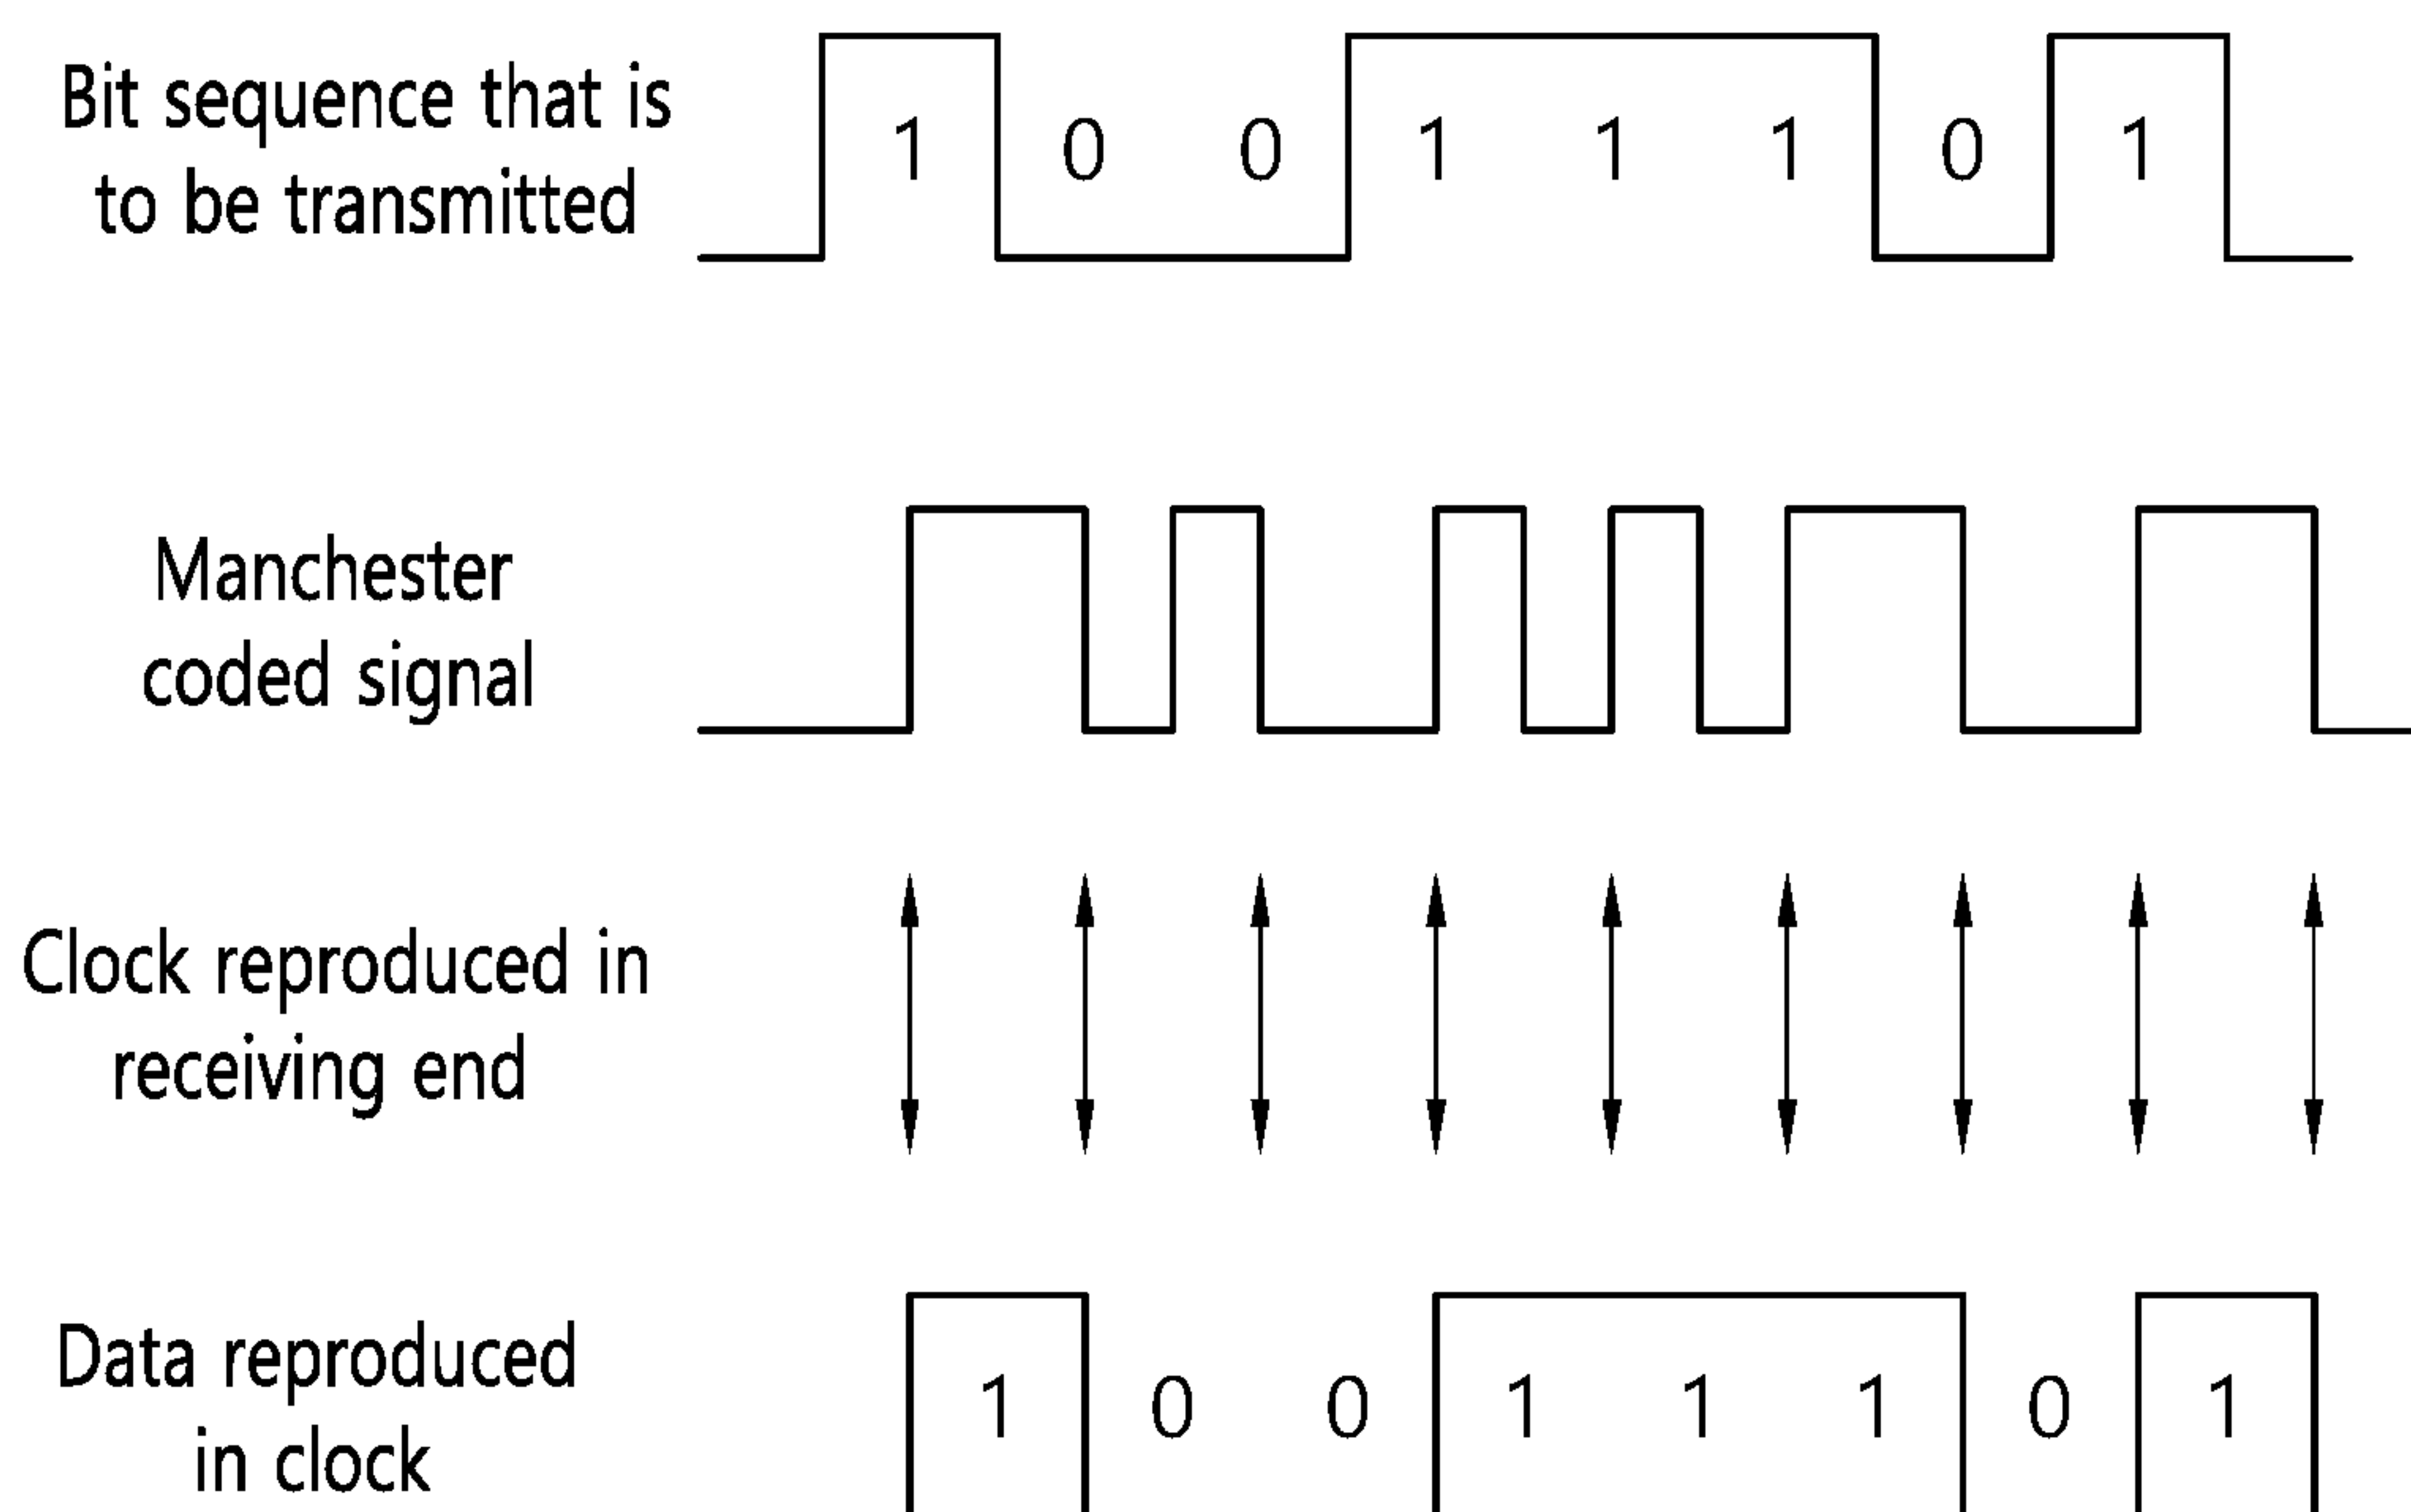 Bit sequence that is
to be transmitted
1 0 0 1 1 1 0 1
Manchester
coded signal
Clock reproduced in
receiving end
Data reproduced
in clock
1 0 0 1 1 1 0 1